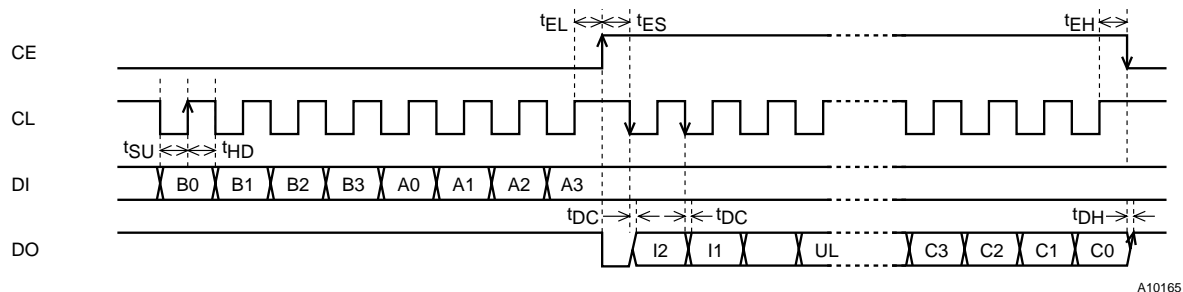 tEL tES tEH
CE
CL
tSU tHD
DI B0 B1 B2 B3 A0 A1 A2 A3
tDC tDC tDH
DO I2 I1 UL C3 C2 C1 C0
A10165